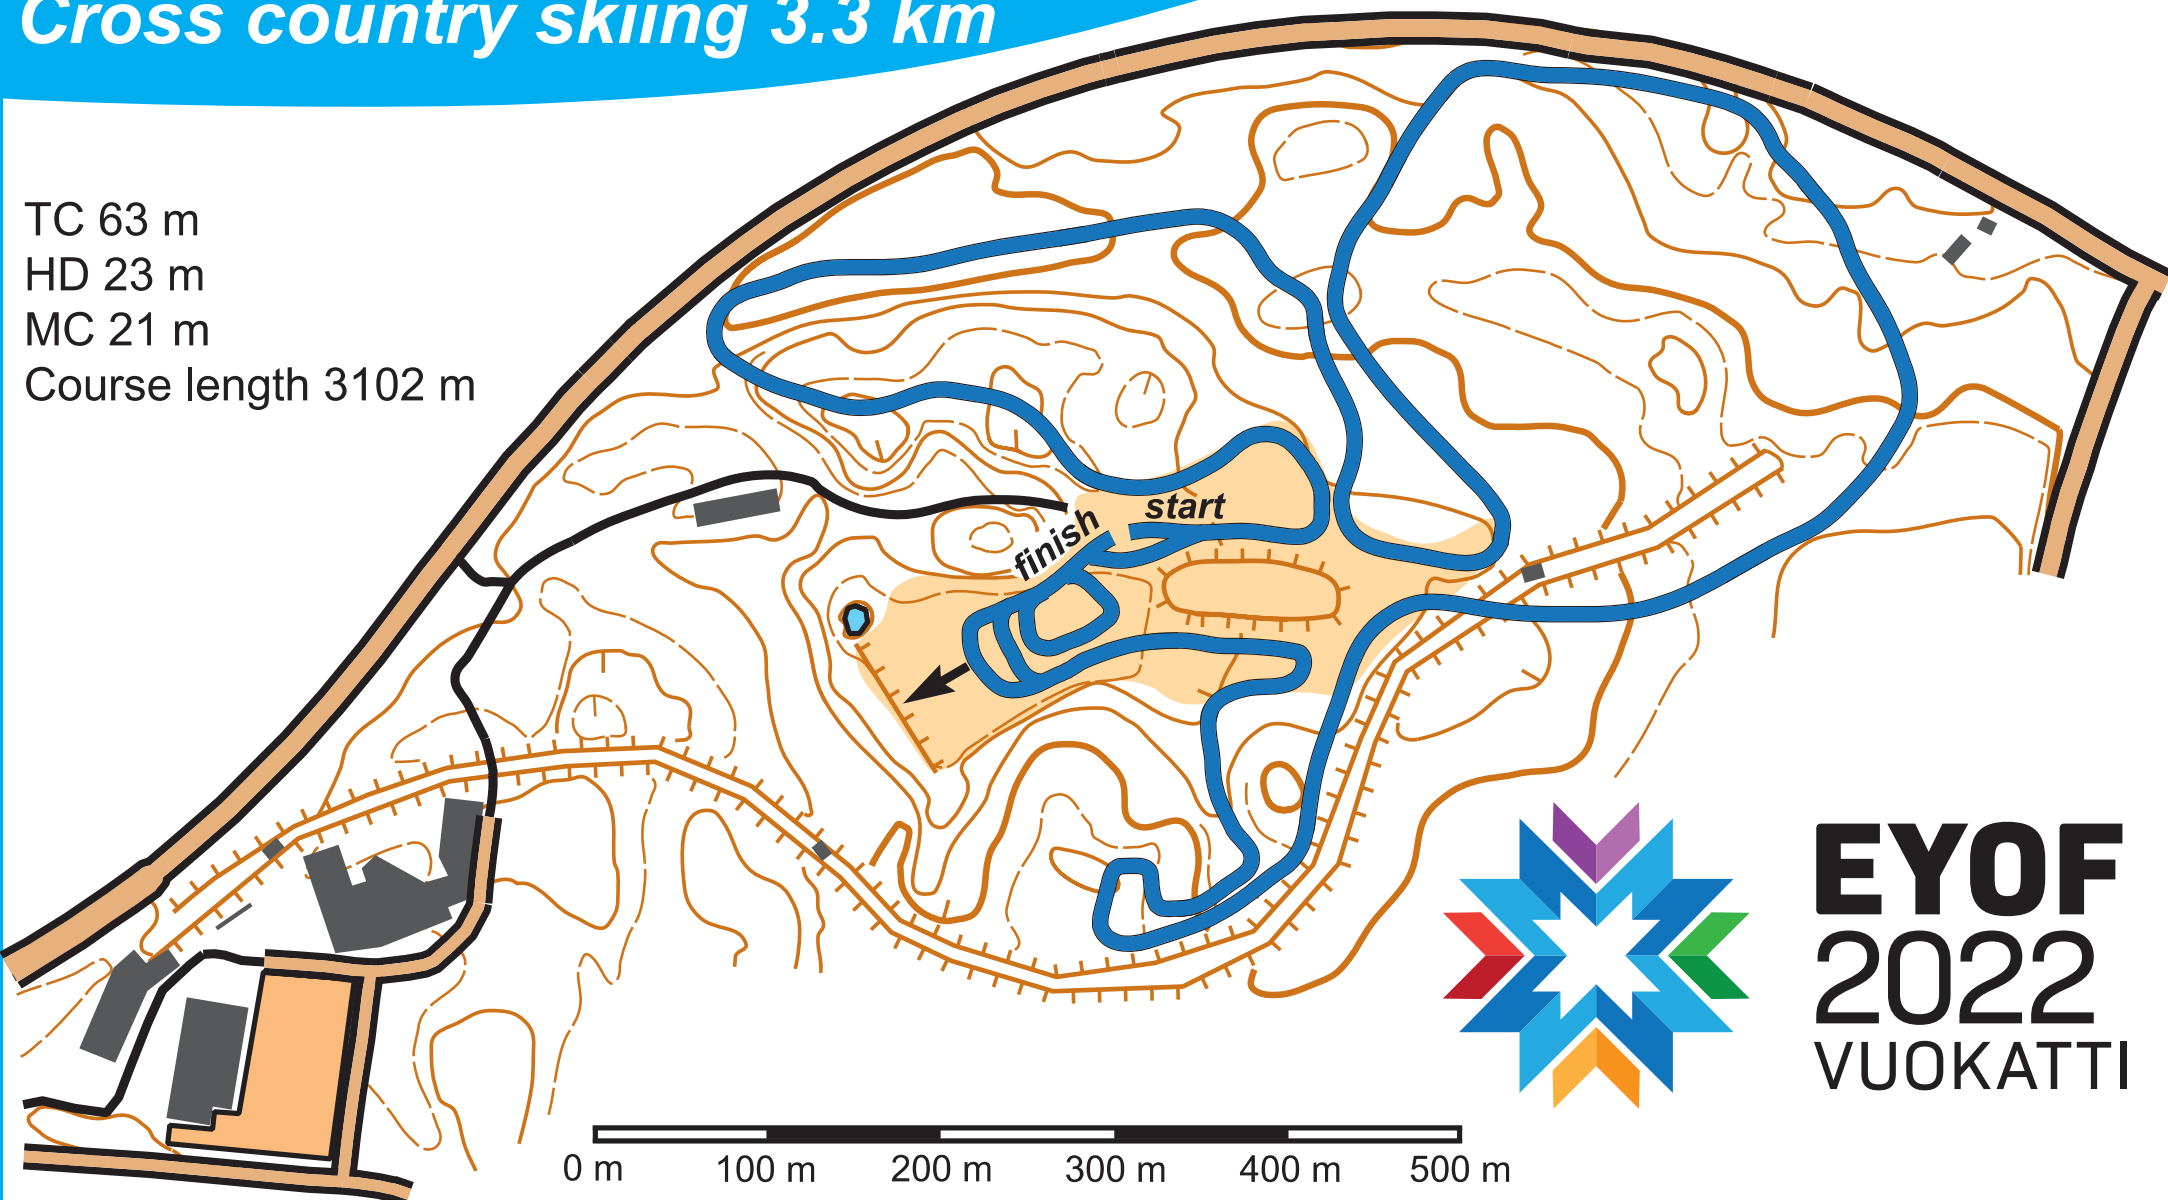 Cross country skiing 3.3 km
TC 63 m
HD 23 m
MC 21 m
Course length 3102 m
start
finish
EYOF
2022
VUOKATTI
0 m 100 m 200 m 300 m 400 m 500 m